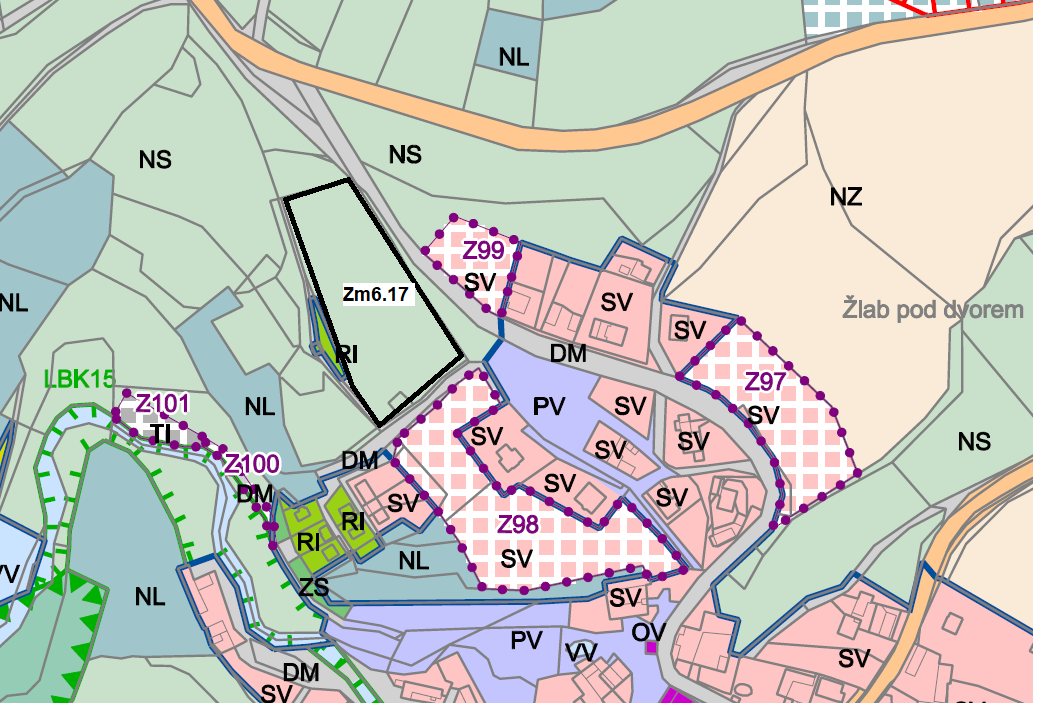 NL
NS
NS
NZ
Z99
SV
Zm6.17
NL
SV
Žlab pod dvorem
SV
RI
DM
LBK15
Z101
NL
PV
SV
Z97
SV
TI
SV
SV
SV
NS
Z100
DM
DM
SV
SV
SV
RI
RI
Z98
SV
NL
ZS
NL
SV
OV
PV
VV
SV
DM
SV